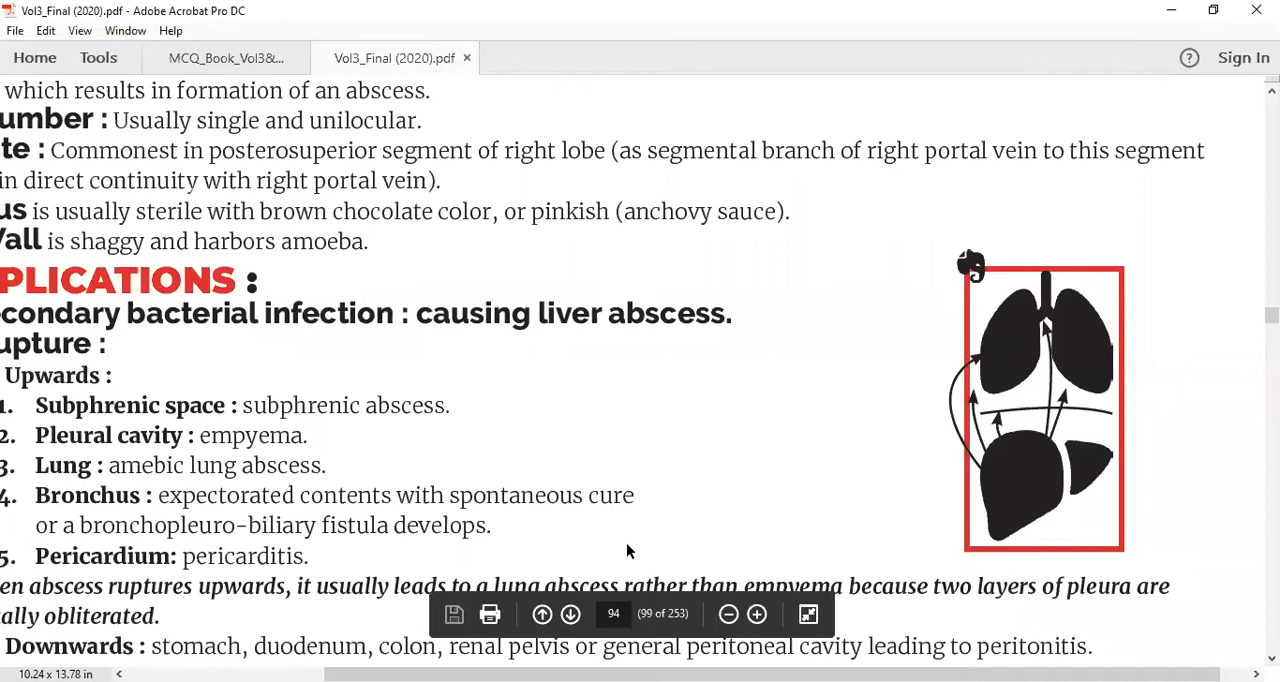 Vol3_Final (2020).pdf - Adobe Acrobat Pro DC
File Edit View Window Help
Home Tools MCQ_Book_Vol3&... Vol3_Final (2020).pdf × ? Sign In
which results in formation of an abscess.
umber : Usually single and unilocular.
te : Commonest in posterosuperior segment of right lobe (as segmental branch of right portal vein to this segment
in direct continuity with right portal vein).
us is usually sterile with brown chocolate color, or pinkish (anchovy sauce).
all is shaggy and harbors amoeba.
PLICATIONS :
condary bacterial infection : causing liver abscess.
upture :
Upwards :
1. Subphrenic space : subphrenic abscess.
2. Pleural cavity : empyema.
3. Lung : amebic lung abscess.
4. Bronchus : expectorated contents with spontaneous cure
or a bronchopleuro-biliary fistula develops.
5. Pericardium: pericarditis.
en abscess ruptures upwards, it usually leads to a lung abscess rather than empyema because two layers of pleura are
ally obliterated.
94 (99 of 253)
Downwards : stomach, duodenum, colon, renal pelvis or general peritoneal cavity leading to peritonitis.
10.24 x 13.78 in